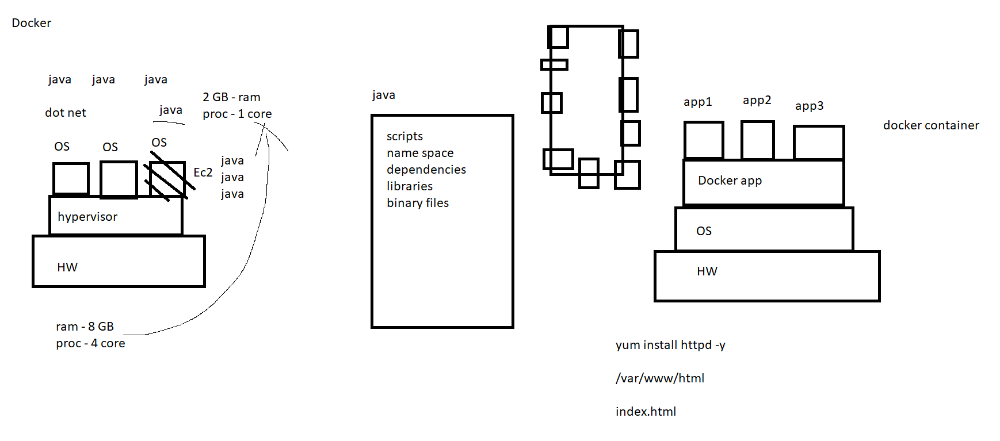 Docker
java java java
dot net
java
2 GB - ram
proc - 1 core
OS OS OS
Ec2
java
java
java
hypervisor
HW
ram - 8 GB
proc - 4 core
java
scripts
name space
dependencies
libraries
binary files
app1 app2 app3
docker container
Docker app
OS
HW
yum install httpd -y
/var/www/html
index.html